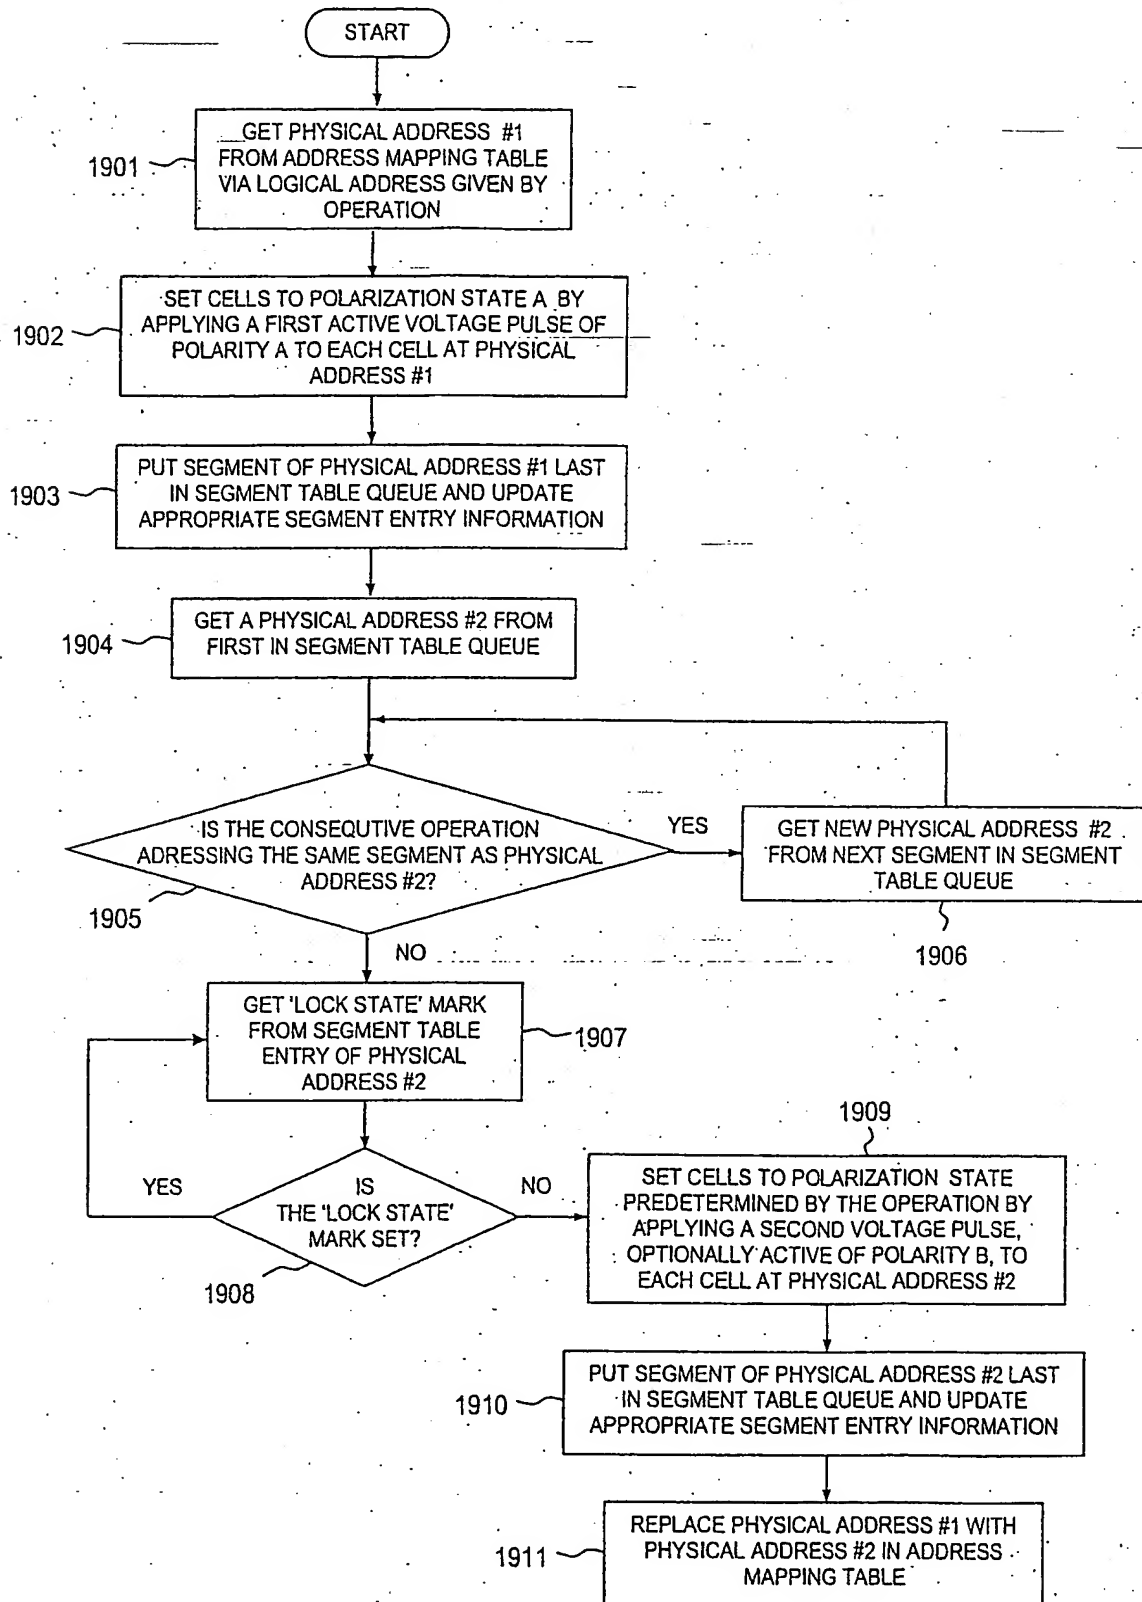 START
GET PHYSICAL ADDRESS #1
FROM ADDRESS MAPPING TABLE
VIA LOGICAL ADDRESS GIVEN BY
OPERATION
1901
SET CELLS TO POLARIZATION STATE A BY
APPLYING A FIRST ACTIVE VOLTAGE PULSE OF
POLARITY A TO EACH CELL AT PHYSICAL
ADDRESS #1
1902
PUT SEGMENT OF PHYSICAL ADDRESS #1 LAST
IN SEGMENT TABLE QUEUE AND UPDATE
APPROPRIATE SEGMENT ENTRY INFORMATION
1903
GET A PHYSICAL ADDRESS #2 FROM
FIRST IN SEGMENT TABLE QUEUE
1904
IS THE CONSEQUTIVE OPERATION
ADRESSING THE SAME SEGMENT AS PHYSICAL
ADDRESS #2?
1905
YES
GET NEW PHYSICAL ADDRESS #2
FROM NEXT SEGMENT IN SEGMENT
TABLE QUEUE
1906
NO
GET 'LOCK STATE' MARK
FROM SEGMENT TABLE
ENTRY OF PHYSICAL
ADDRESS #2
1907
IS
THE 'LOCK STATE'
MARK SET?
1908
YES
NO
1909
SET CELLS TO POLARIZATION STATE
PREDETERMINED BY THE OPERATION BY
APPLYING A SECOND VOLTAGE PULSE,
OPTIONALLY ACTIVE OF POLARITY B, TO
EACH CELL AT PHYSICAL ADDRESS #2
PUT SEGMENT OF PHYSICAL ADDRESS #2 LAST
IN SEGMENT TABLE QUEUE AND UPDATE
APPROPRIATE SEGMENT ENTRY INFORMATION
1910
REPLACE PHYSICAL ADDRESS #1 WITH
PHYSICAL ADDRESS #2 IN ADDRESS
MAPPING TABLE
1911